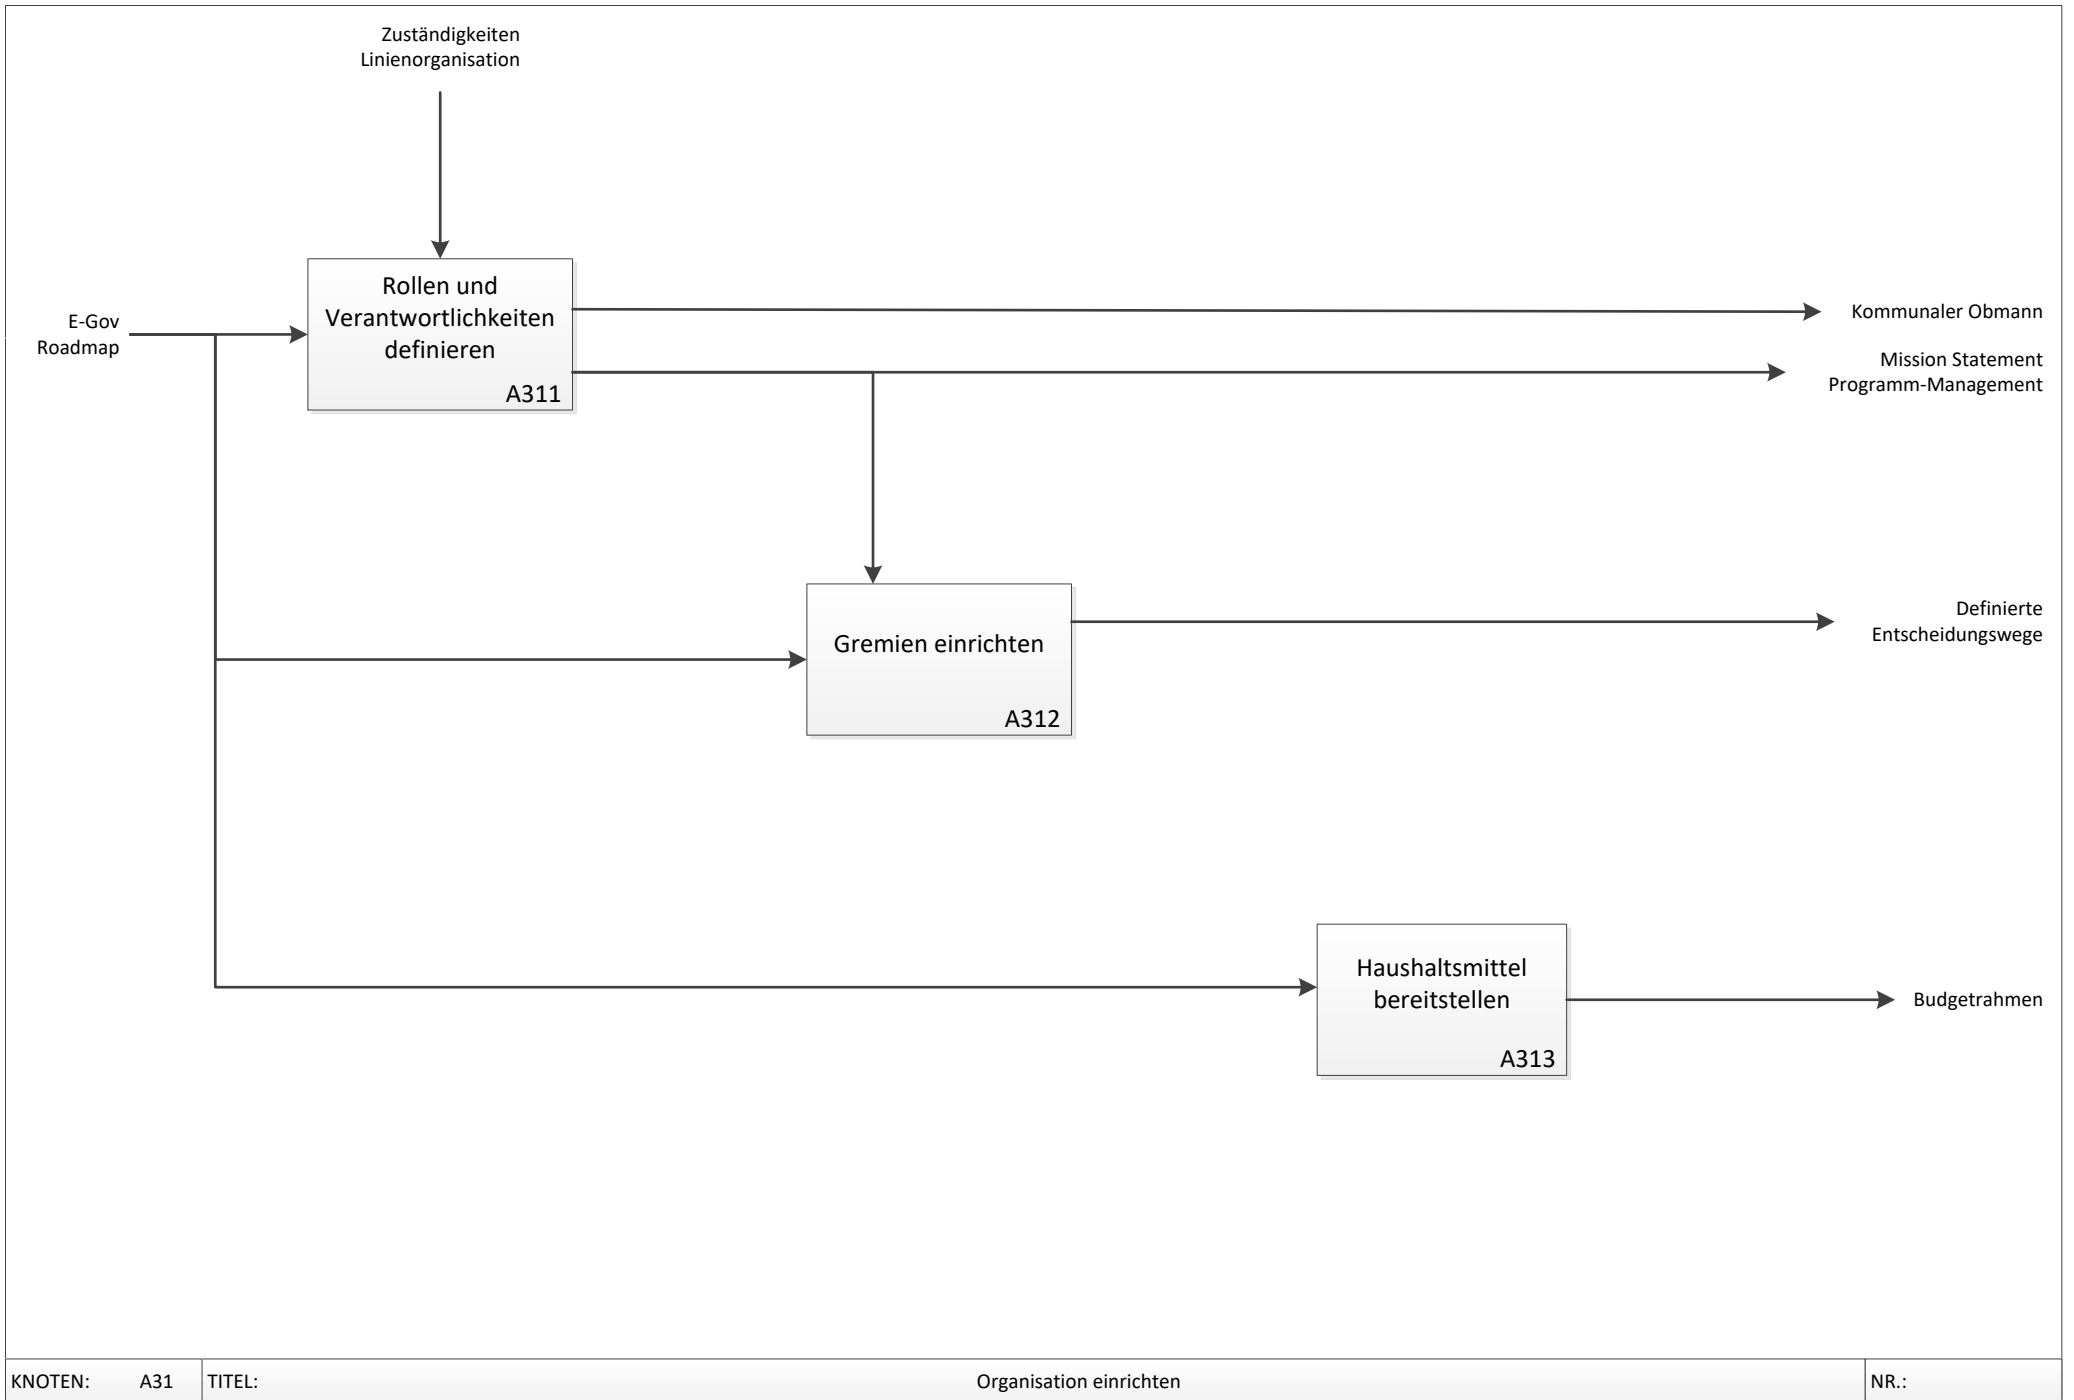 Zuständigkeiten
Linienorganisation
Rollen und
Verantwortlichkeiten
definieren
A311
E-Gov
Roadmap
Kommunaler Obmann
Mission Statement
Programm-Management
Gremien einrichten
A312
Definierte
Entscheidungswege
Haushaltsmittel
bereitstellen
A313
Budgetrahmen
KNOTEN: A31 TITEL: Organisation einrichten NR.: